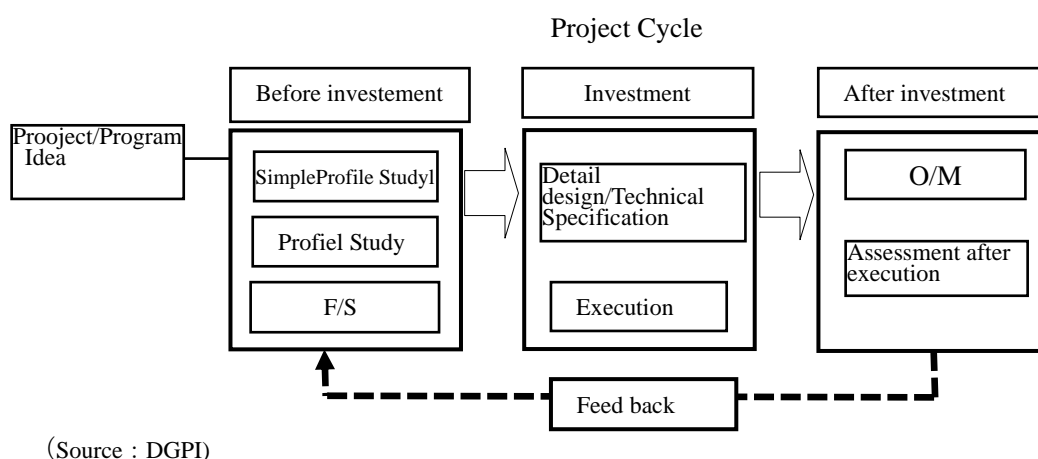 Project Cycle
Before investement
Investment
After investment
Prooject/Program
Idea
SimpleProfile Studyl
Profiel Study
F/S
Detail
design/Technical
Specification
Execution
O/M
Assessment after
execution
Feed back
（Source：DGPI)